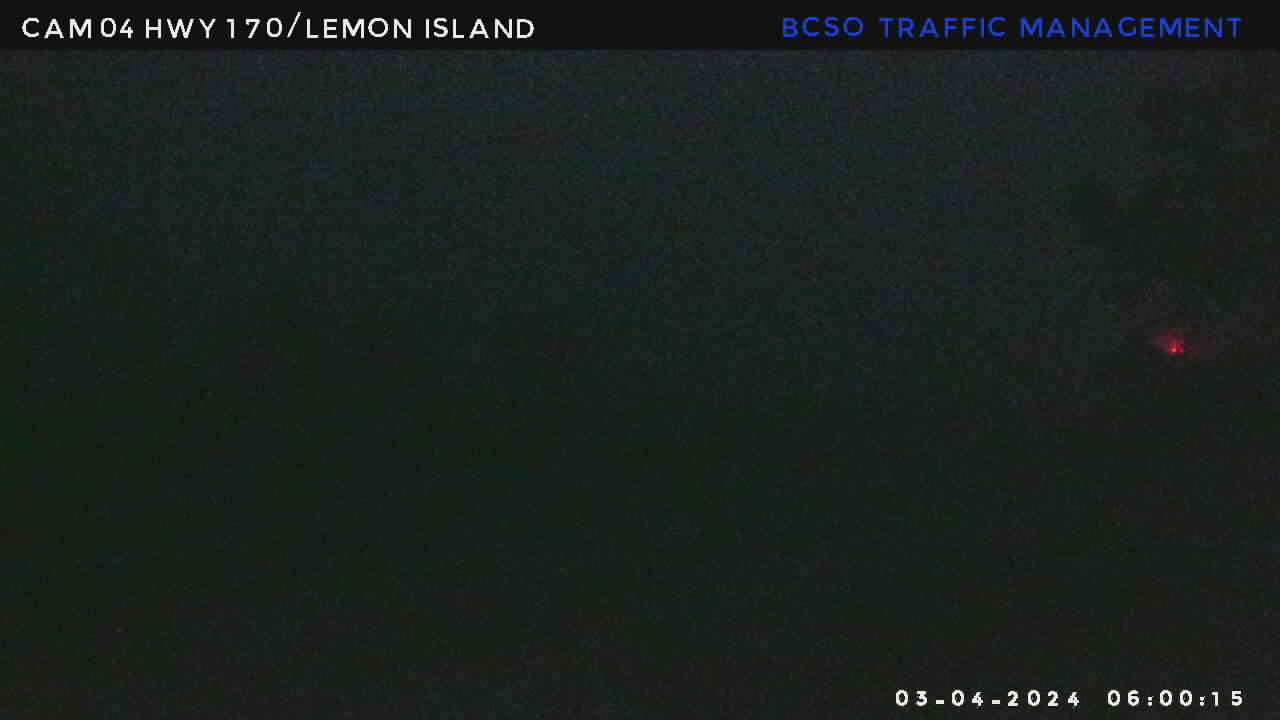 CAM04 HWY 170/LEMON ISLAND
BCSO TRAFFIC MANAGEMENT
03-04-2024 06:00:15